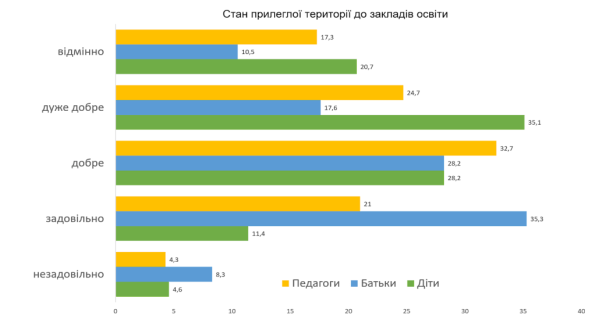 Стан прилеглої території до закладів освіти
відмінно
17,3
10,5
20,7
дуже добре
24,7
17,6
35,1
добре
32,7
28,2
28,2
задовільно
21
35,3
11,4
незадовільно
4,3
8,3
4,6
Педагоги Батьки Діти
0 5 10 15 20 25 30 35 40